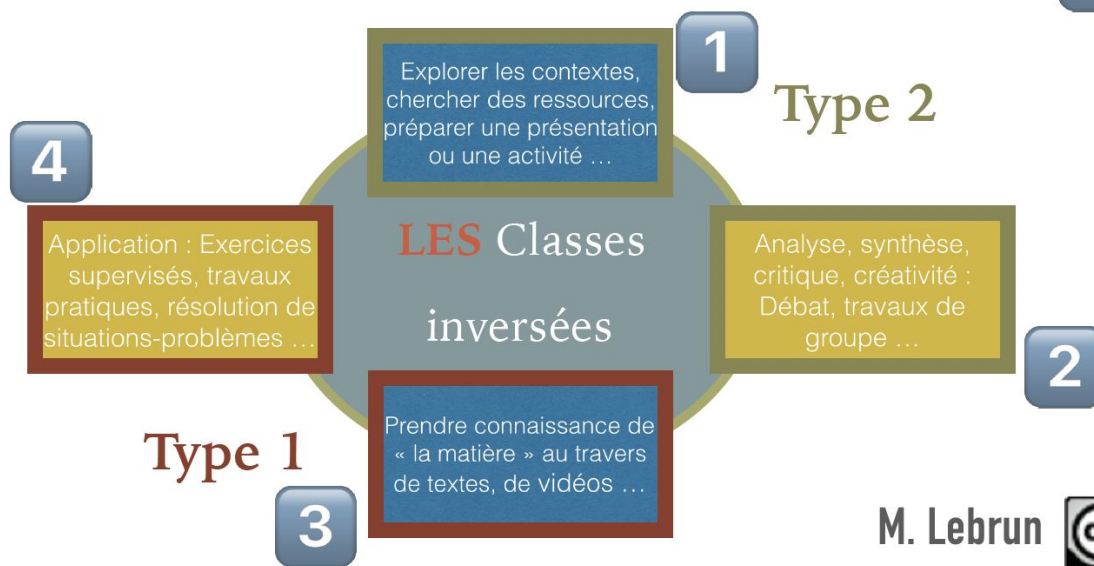 1
Explorer les contextes,
chercher des ressources,
préparer une présentation
ou une activité …
Type 2
4
Application : Exercices
supervisés, travaux
pratiques, résolution de
situations-problèmes …
LES Classes
inversées
Analyse, synthèse,
critique, créativité :
Débat, travaux de
groupe …
2
Type 1
Prendre connaissance de
« la matière » au travers
de textes, de vidéos …
3
M. Lebrun